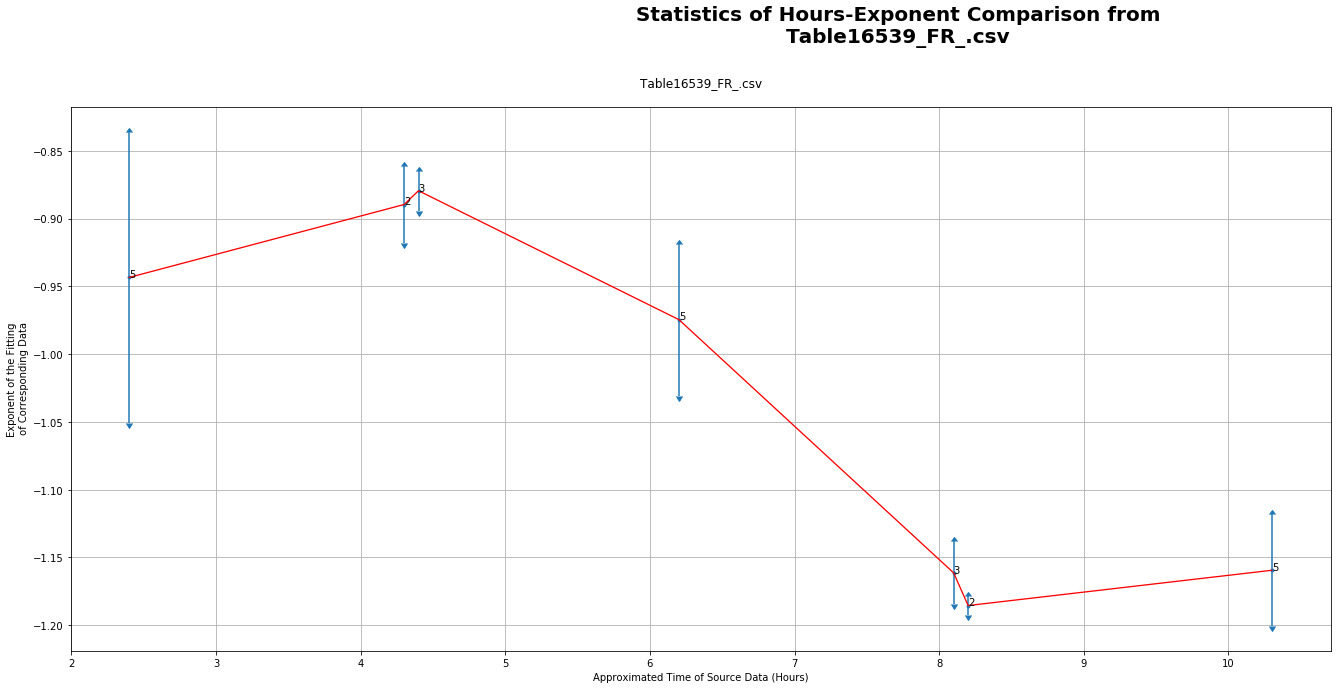 Statistics of Hours-Exponent Comparison from
Table16539_FR_.csv
Table16539_FR_.csv
Exponent of the Fitting
of Corresponding Data
−0.85
−0.90
−0.95
−1.00
−1.05
−1.10
−1.15
−1.20
5
2
3
5
3
2
5
2 3 4 5 6 7 8 9 10
Approximated Time of Source Data (Hours)